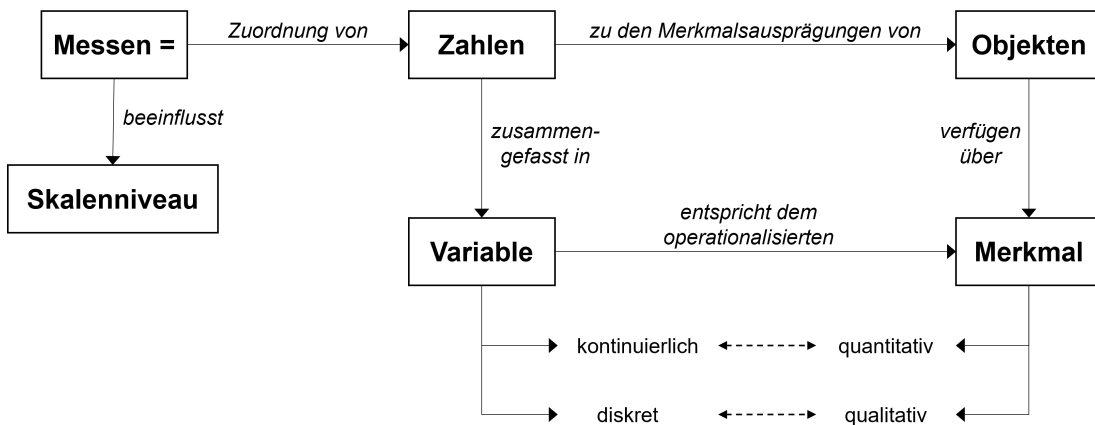 Messen =
Zuordnung von
Zahlen
zu den Merkmalsausprägungen von
Objekten
beeinflusst
zusammen-
gefasst in
verfügen
über
Skalenniveau
Variable
entspricht dem
operationalisierten
Merkmal
kontinuierlich
quantitativ
diskret
qualitativ